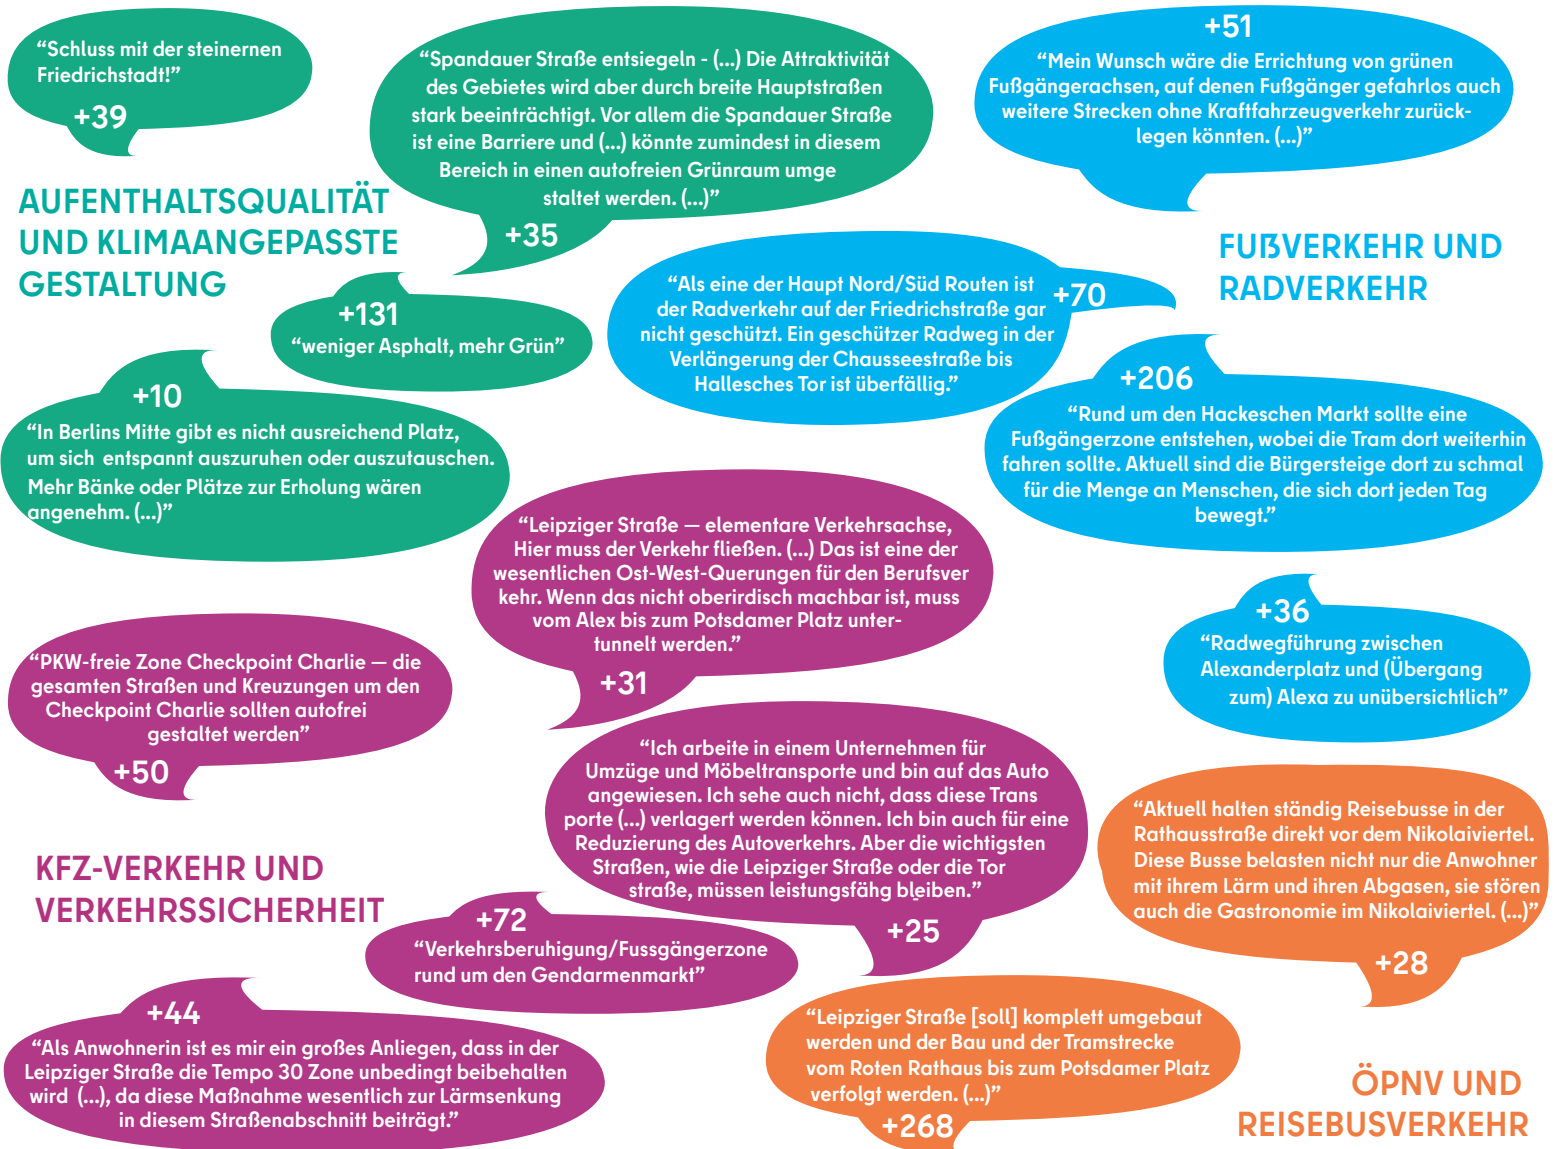 “Schluss mit der steinernen
Friedrichstadt!”
+39
“Spandauer Straße entsiegeln - (...) Die Attraktivität
des Gebietes wird aber durch breite Hauptstraßen
stark beeinträchtigt. Vor allem die Spandauer Straße
ist eine Barriere und (...) könnte zumindest in diesem
Bereich in einen autofreien Grünraum umge
staltet werden. (...)”
+35
+51
“Mein Wunsch wäre die Errichtung von grünen
Fußgängerachsen, auf denen Fußgänger gefahrlos auch
weitere Strecken ohne Kraftfahrzeugverkehr zurück-
legen könnten. (...)”
AUFENTHALTSQUALITÄT
UND KLIMAANGEPASSTE
GESTALTUNG
FUßVERKEHR UND
RADVERKEHR
+131
“weniger Asphalt, mehr Grün”
“Als eine der Haupt Nord/Süd Routen ist
der Radverkehr auf der Friedrichstraße gar
nicht geschützt. Ein geschützer Radweg in der
Verlängerung der Chausseestraße bis
Hallesches Tor ist überfällig.”
+70
+10
“In Berlins Mitte gibt es nicht ausreichend Platz,
um sich entspannt auszuruhen oder auszutauschen.
Mehr Bänke oder Plätze zur Erholung wären
angenehm. (...)”
+206
“Rund um den Hackeschen Markt sollte eine
Fußgängerzone entstehen, wobei die Tram dort weiterhin
fahren sollte. Aktuell sind die Bürgersteige dort zu schmal
für die Menge an Menschen, die sich dort jeden Tag
bewegt.”
“Leipziger Straße — elementare Verkehrsachse,
Hier muss der Verkehr fließen. (...) Das ist eine der
wesentlichen Ost-West-Querungen für den Berufsver
kehr. Wenn das nicht oberirdisch machbar ist, muss
vom Alex bis zum Potsdamer Platz unter-
tunnelt werden.”
+31
+36
“Radwegführung zwischen
Alexanderplatz und (Übergang
zum) Alexa zu unübersichtlich”
“PKW-freie Zone Checkpoint Charlie — die
gesamten Straßen und Kreuzungen um den
Checkpoint Charlie sollten autofrei
gestaltet werden”
+50
“Ich arbeite in einem Unternehmen für
Umzüge und Möbeltransporte und bin auf das Auto
angewiesen. Ich sehe auch nicht, dass diese Trans
porte (...) verlagert werden können. Ich bin auch für eine
Reduzierung des Autoverkehrs. Aber die wichtigsten
Straßen, wie die Leipziger Straße oder die Tor
straße, müssen leistungsfähg bleiben.”
+25
“Aktuell halten ständig Reisebusse in der
Rathausstraße direkt vor dem Nikolaiviertel.
Diese Busse belasten nicht nur die Anwohner
mit ihrem Lärm und ihren Abgasen, sie stören
auch die Gastronomie im Nikolaiviertel. (...)”
+28
KFZ-VERKEHR UND
VERKEHRSSICHERHEIT
+72
“Verkehrsberuhigung/Fussgängerzone
rund um den Gendarmenmarkt”
+44
“Als Anwohnerin ist es mir ein großes Anliegen, dass in der
Leipziger Straße die Tempo 30 Zone unbedingt beibehalten
wird (...), da diese Maßnahme wesentlich zur Lärmsenkung
in diesem Straßenabschnitt beiträgt.”
“Leipziger Straße [soll] komplett umgebaut
werden und der Bau und der Tramstrecke
vom Roten Rathaus bis zum Potsdamer Platz
verfolgt werden. (...)”
+268
ÖPNV UND
REISEBUSVERKEHR